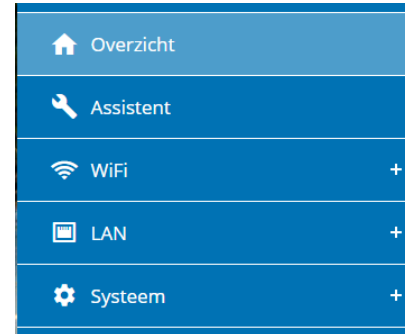 Overzicht
Assistent
WiFi +
LAN +
Systeem +